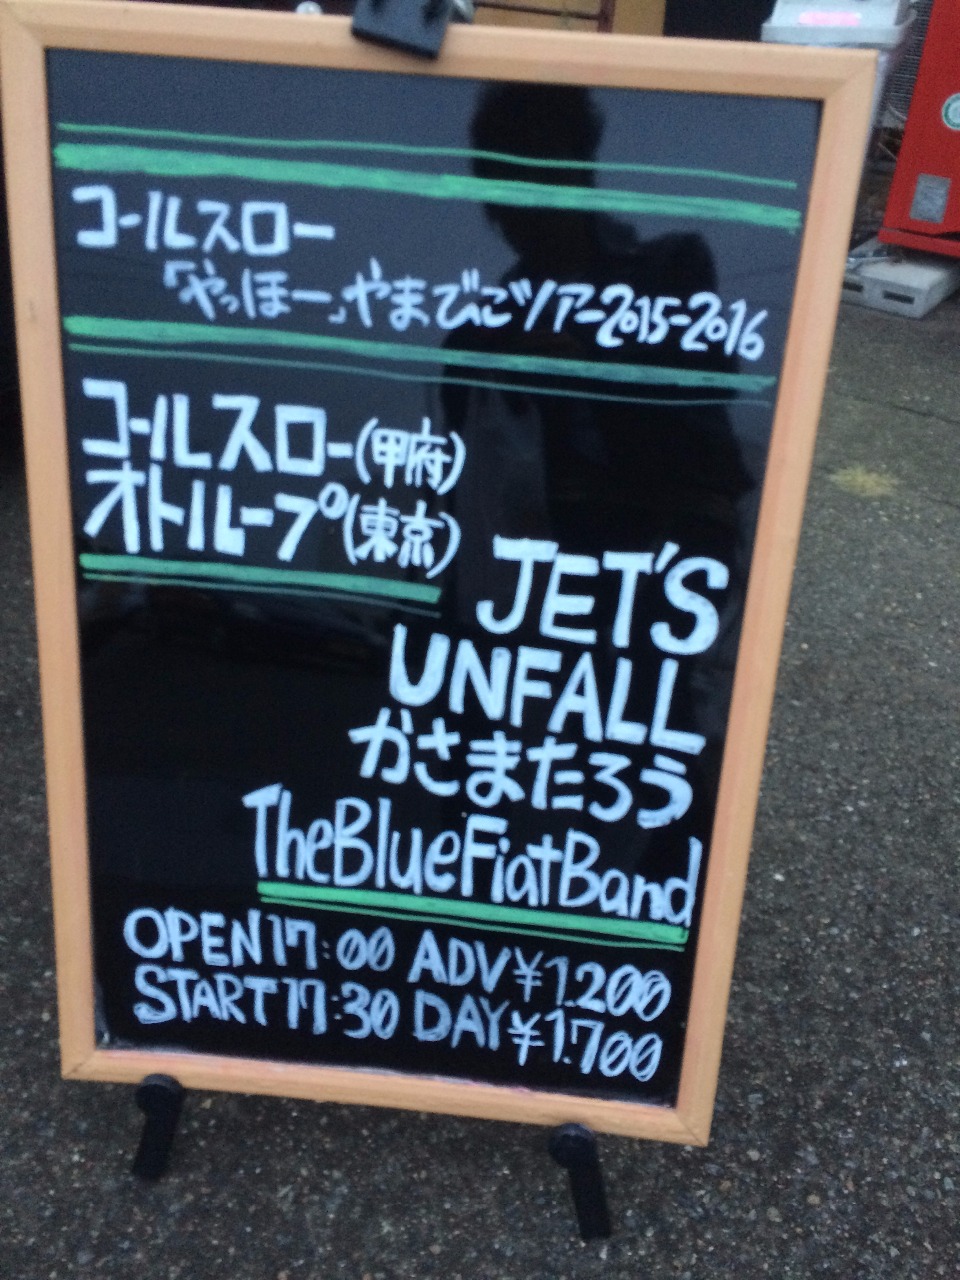 コールスロー
「やっほー」やまびこツアー2015-2016
コールスロー(甲府)
オトループ(東京)
JET'S
UNFALL
かさまたろう
TheBlueFiatBand
OPEN17:00 ADV¥1.200
START17:30 DAY¥1.700